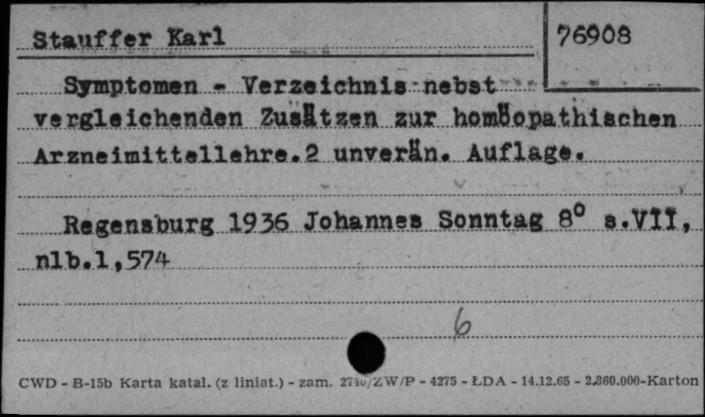 Stauffer Karl
76908
Symptomen - Verzeichnis nebst
vergleichenden Zusätzen zur homöopathischen
Arzneimittellehre.2 unverän. Auflage.
Regensburg 1936 Johannes Sonntag 8° s.VII,
nlb.1,574
6
CWD - B-15b Karta katal. (z liniat.) - zam. /ZW/P - 4275 - ŁDA - 14.12.65 - 2.860.000-Karton